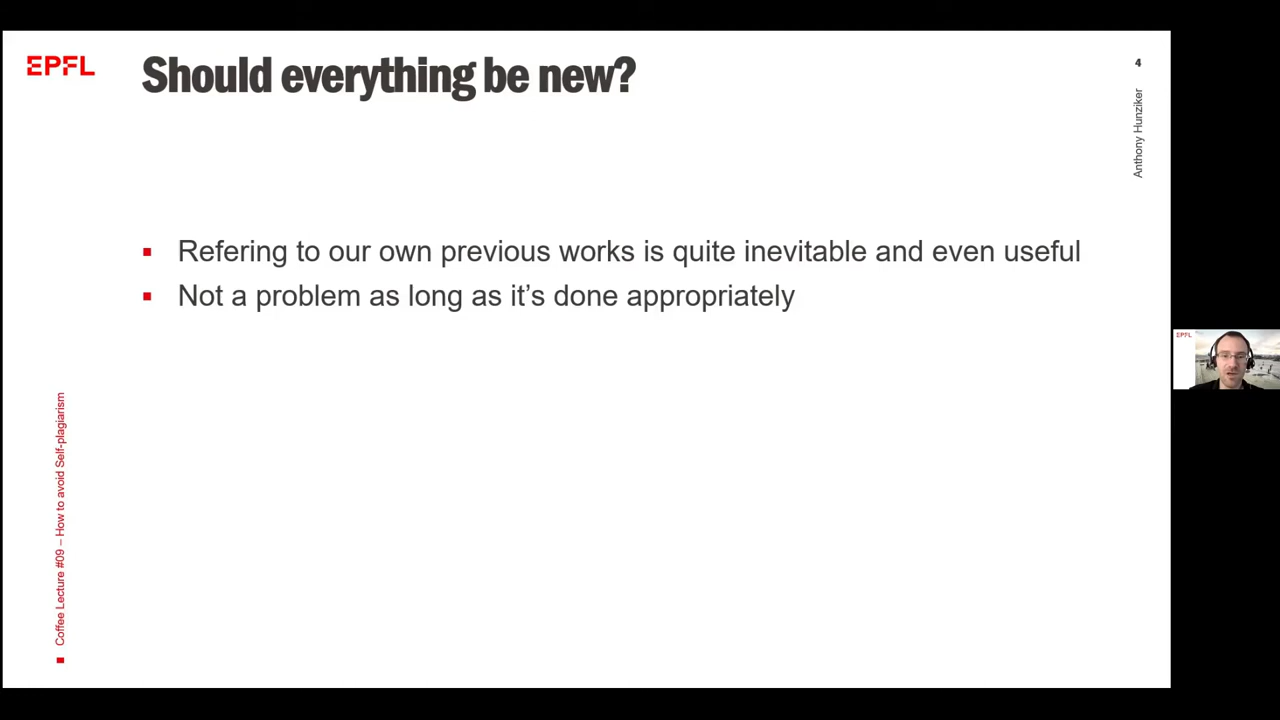 EPFL
Should everything be new?
4
Anthony Hunziker
▪ Refering to our own previous works is quite inevitable and even useful
▪ Not a problem as long as it's done appropriately
Coffee Lecture #09 – How to avoid Self-plagiarism
EPFL